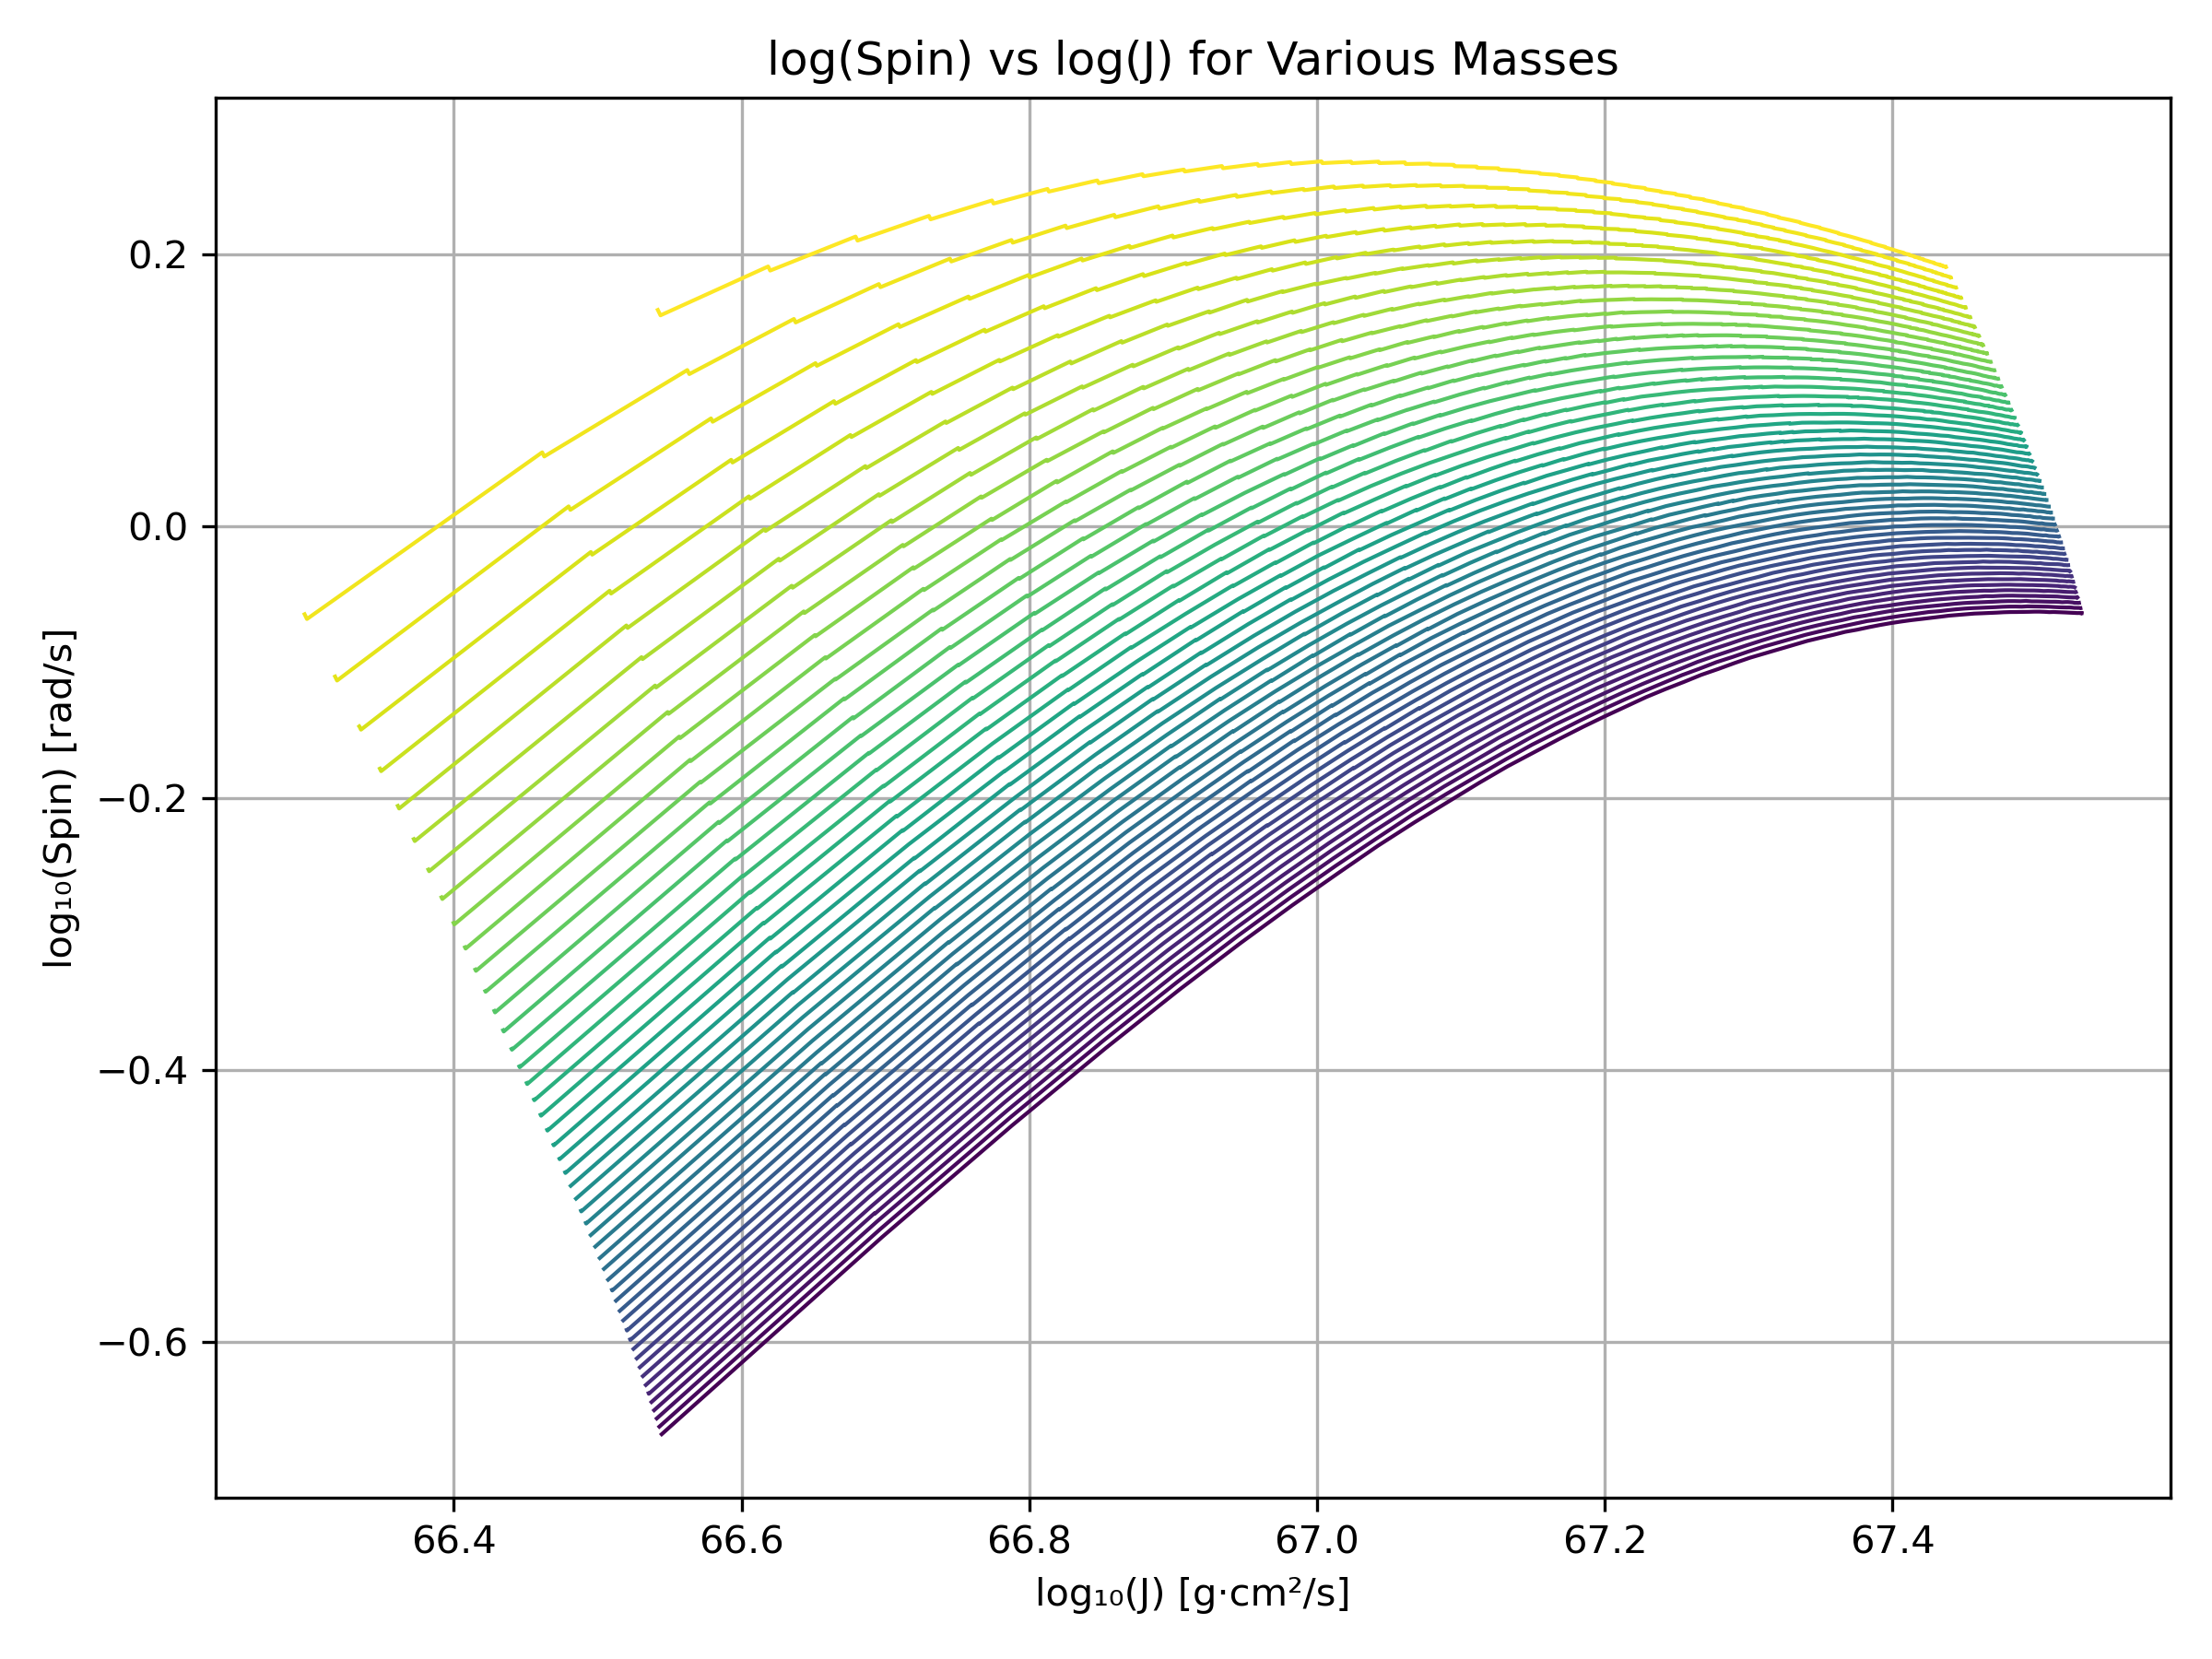 log(Spin) vs log(J) for Various Masses
log₁₀(Spin) [rad/s]
0.2
0.0
−0.2
−0.4
−0.6
66.4 66.6 66.8 67.0 67.2 67.4
log₁₀(J) [g·cm²/s]